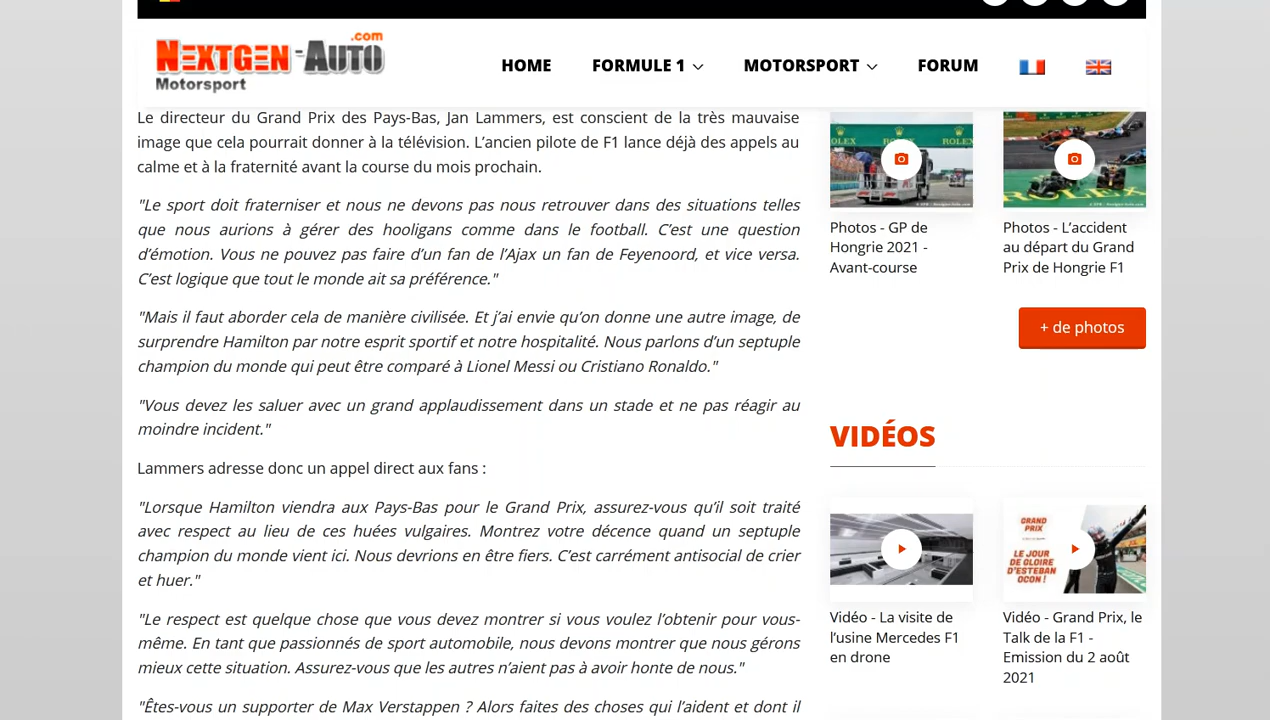 NEXTGEN-AUTO.com
Motorsport
HOME
FORMULE 1
MOTORSPORT
FORUM
Le directeur du Grand Prix des Pays-Bas, Jan Lammers, est conscient de la très mauvaise
image que cela pourrait donner à la télévision. L’ancien pilote de F1 lance déjà des appels au
calme et à la fraternité avant la course du mois prochain.
"Le sport doit fraterniser et nous ne devons pas nous retrouver dans des situations telles
que nous aurions à gérer des hooligans comme dans le football. C’est une question
d’émotion. Vous ne pouvez pas faire d’un fan de l’Ajax un fan de Feyenoord, et vice versa.
C’est logique que tout le monde ait sa préférence."
"Mais il faut aborder cela de manière civilisée. Et j’ai envie qu’on donne une autre image, de
surprendre Hamilton par notre esprit sportif et notre hospitalité. Nous parlons d’un septuple
champion du monde qui peut être comparé à Lionel Messi ou Cristiano Ronaldo."
"Vous devez les saluer avec un grand applaudissement dans un stade et ne pas réagir au
moindre incident."
Lammers adresse donc un appel direct aux fans :
"Lorsque Hamilton viendra aux Pays-Bas pour le Grand Prix, assurez-vous qu’il soit traité
avec respect au lieu de ces huées vulgaires. Montrez votre décence quand un septuple
champion du monde vient ici. Nous devrions en être fiers. C’est carrément antisocial de crier
et huer."
"Le respect est quelque chose que vous devez montrer si vous voulez l’obtenir pour vous-
même. En tant que passionnés de sport automobile, nous devons montrer que nous gérons
mieux cette situation. Assurez-vous que les autres n’aient pas à avoir honte de nous."
"Êtes-vous un supporter de Max Verstappen ? Alors faites des choses qui l’aident et dont il
ROLEX
ROLEX
ROLEX
Photos - GP de
Hongrie 2021 -
Avant-course
Photos - L’accident
au départ du Grand
Prix de Hongrie F1
+ de photos
VIDÉOS
Vidéo - La visite de
l’usine Mercedes F1
en drone
GRAND
PRIX
LE JOUR
DE GLOIRE
D’ESTEBAN
OCON !
Vidéo - Grand Prix, le
Talk de la F1 -
Emission du 2 août
2021